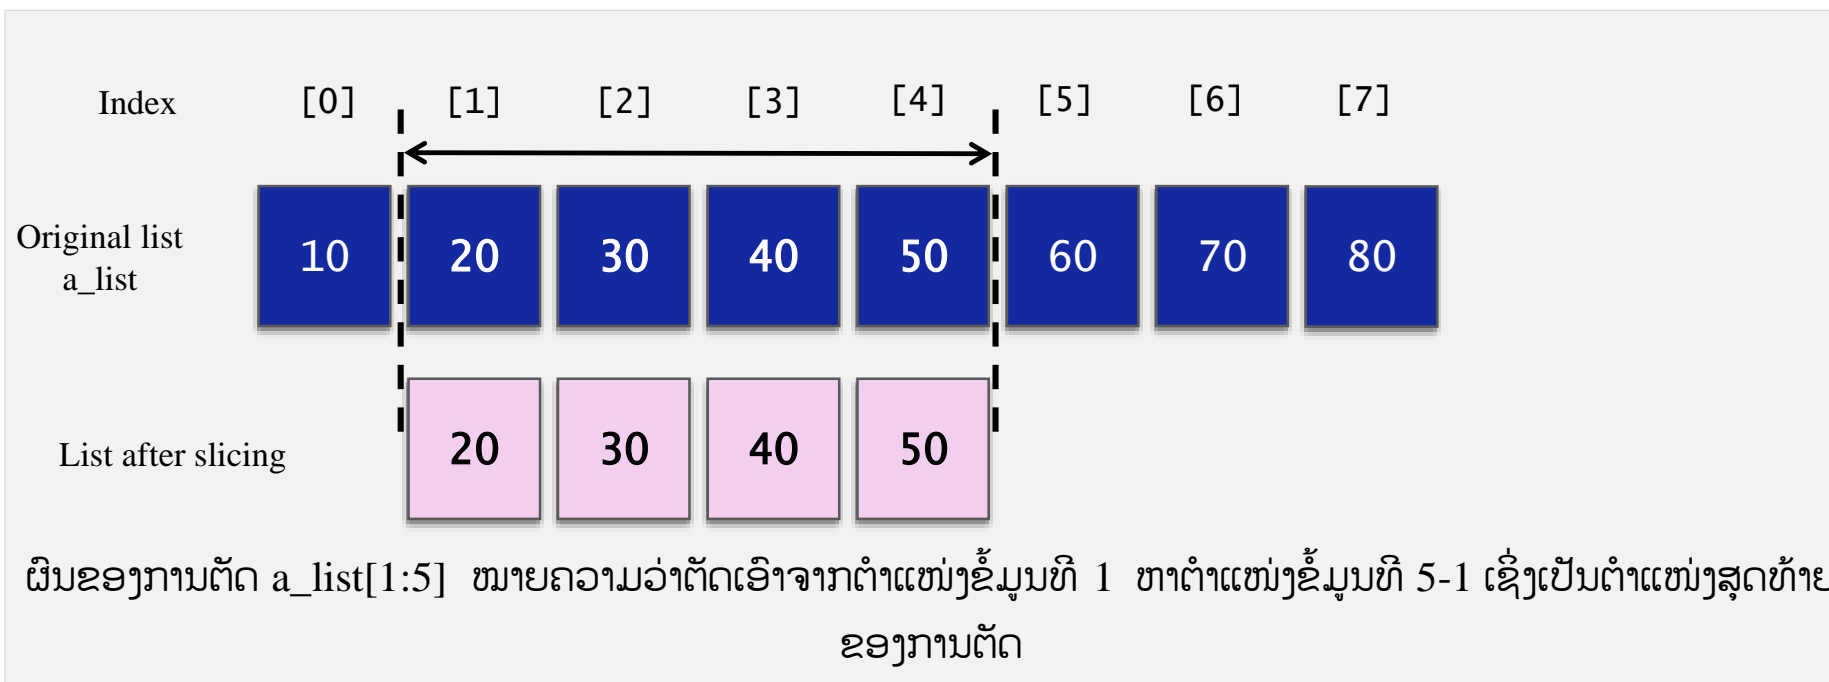 Index [0] [1] [2] [3] [4] [5] [6] [7]
Original list
a_list
10 20 30 40 50 60 70 80
List after slicing 20 30 40 50
ຜົນຂອງການຕັດ a_list[1:5] ໝາຍຄວາມວ່າຕັດເອົາຈາກຕຳແໜ່ງຂໍ້ມູນທີ 1 ຫາຕຳແໜ່ງຂໍ້ມູນທີ 5-1 ເຊິ່ງເປັນຕຳແໜ່ງສຸດທ້າຍ
ຂອງການຕັດ